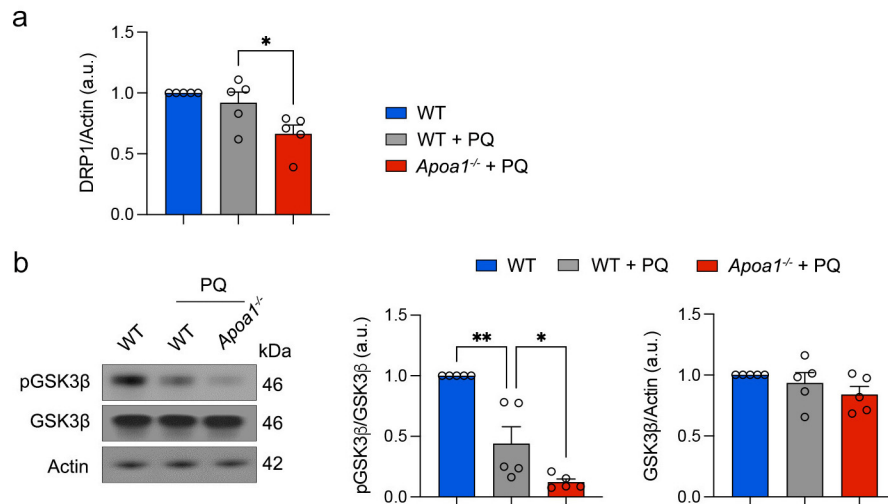 a
DRP1/Actin (a.u.)
1.5
1.0
0.5
0.0
*
WT
WT + PQ
Apoa1-/- + PQ
b
PQ
WT
WT
Apoa1-/-
kDa
pGSK3β
46
GSK3β
46
Actin
42
WT
WT + PQ
Apoa1-/- + PQ
pGSK3β/GSK3β (a.u.)
1.5
1.0
0.5
0.0
**
*
GSK3β/Actin (a.u.)
1.5
1.0
0.5
0.0